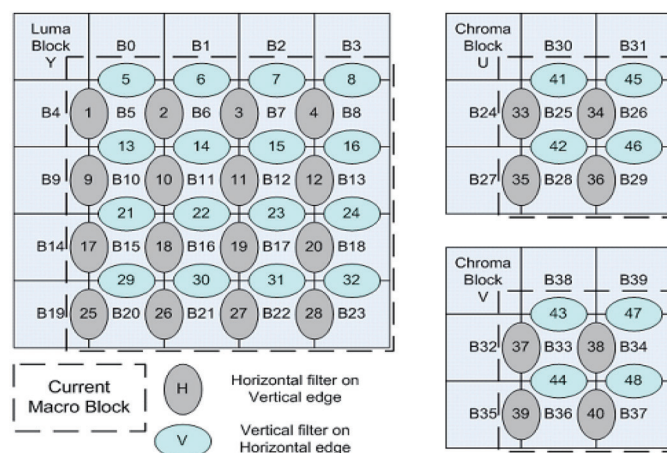 Luma Block Y B0 B1 B2 B3
5 6 7 8
B4 1 B5 2 B6 3 B7 4 B8
13 14 15 16
B9 9 B10 10 B11 11 B12 12 B13
21 22 23 24
B14 17 B15 18 B16 19 B17 20 B18
29 30 31 32
B19 25 B20 26 B21 27 B22 28 B23
Current Macro Block
H Horizontal filter on Vertical edge
V Vertical filter on Horizontal edge
Chroma Block U B30 B31
41 45
B24 33 B25 34 B26
42 46
B27 35 B28 36 B29
Chroma Block V B38 B39
43 47
B32 37 B33 38 B34
44 48
B35 39 B36 40 B37